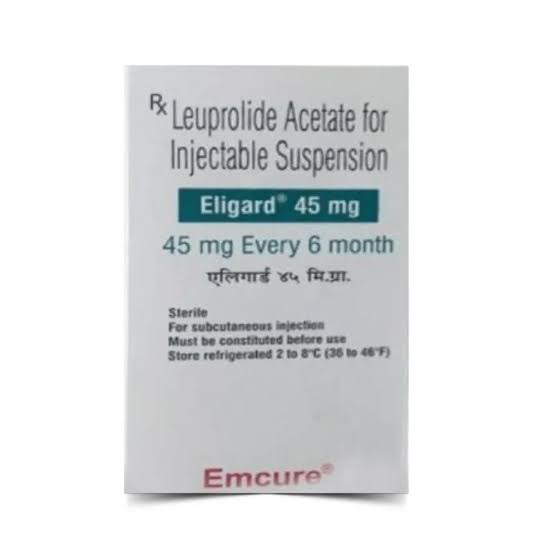 Rx Leuprolide Acetate for
Injectable Suspension
Eligard® 45 mg
45 mg Every 6 month
एलिगार्ड ४५ मि.ग्रा.
Sterile
For subcutaneous injection
Must be constituted before use
Store refrigerated 2 to 8°C (36 to 46°F)
Emcure®